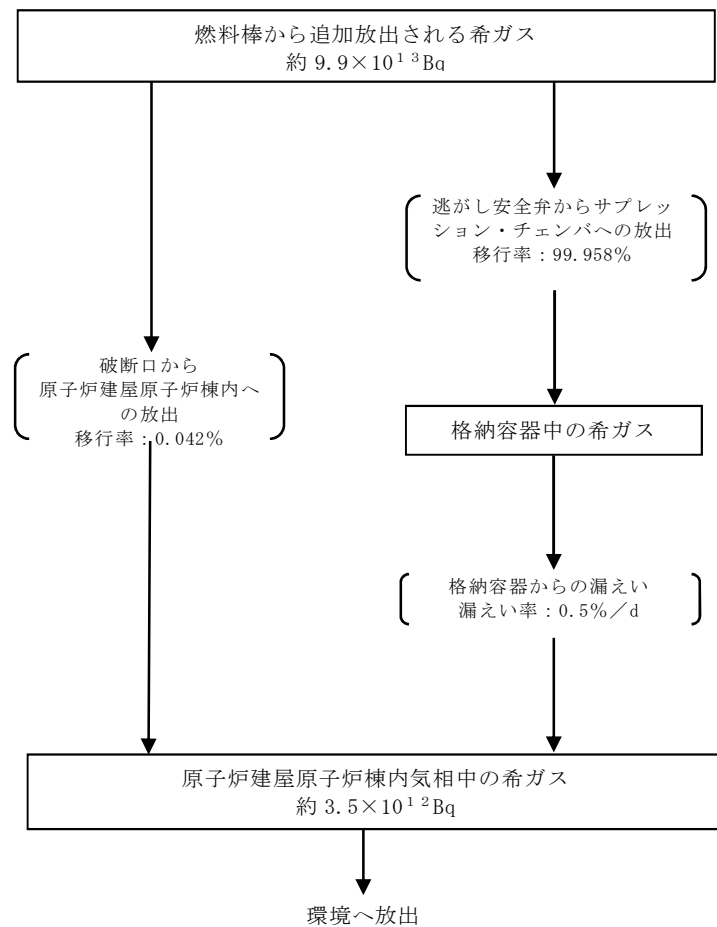 燃料棒から追加放出される希ガス
約 9.9×10¹³Bq
逃がし安全弁からサプレッ
ション・チェンバへの放出
移行率：99.958％
破断口から
原子炉建屋原子炉棟内へ
の放出
移行率：0.042％
格納容器中の希ガス
格納容器からの漏えい
漏えい率：0.5％／d
原子炉建屋原子炉棟内気相中の希ガス
約 3.5×10¹²Bq
環境へ放出